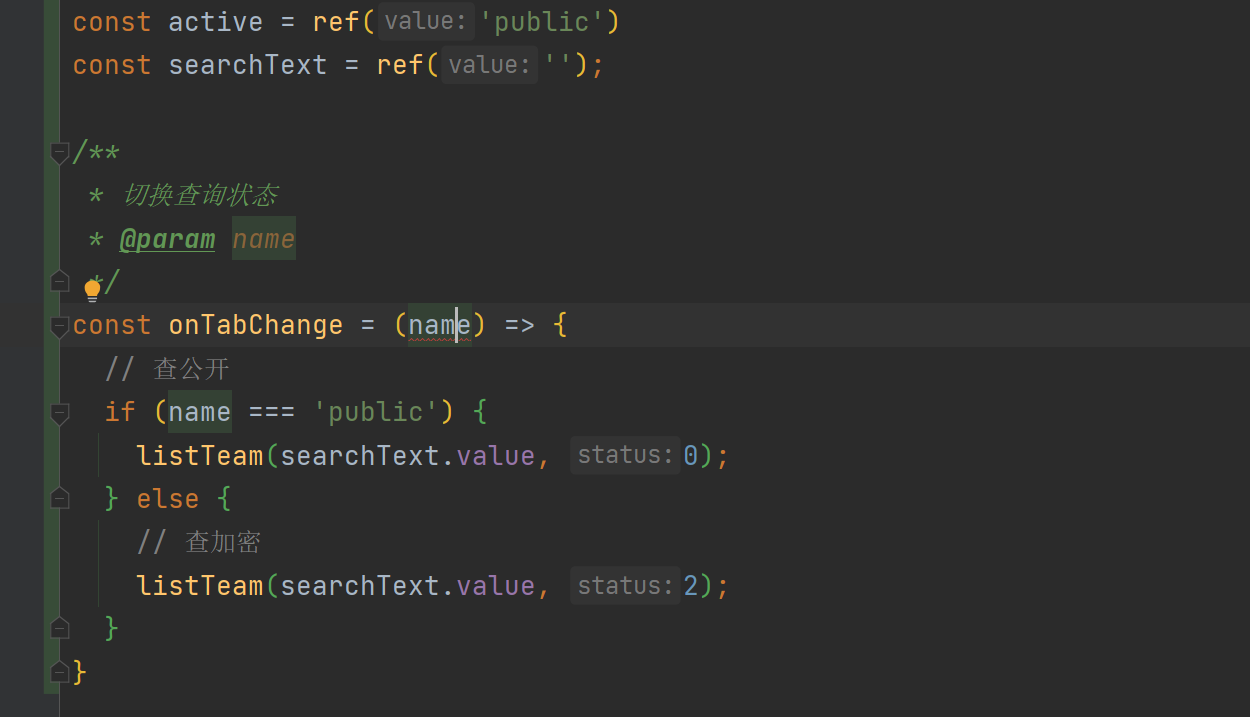 const active = ref( value: 'public')
const searchText = ref( value: '');
/**
 * 切换查询状态
 * @param name
 */
const onTabChange = (name) => {
  // 查公开
  if (name === 'public') {
    listTeam(searchText.value, status: 0);
  } else {
    // 查加密
    listTeam(searchText.value, status: 2);
  }
}